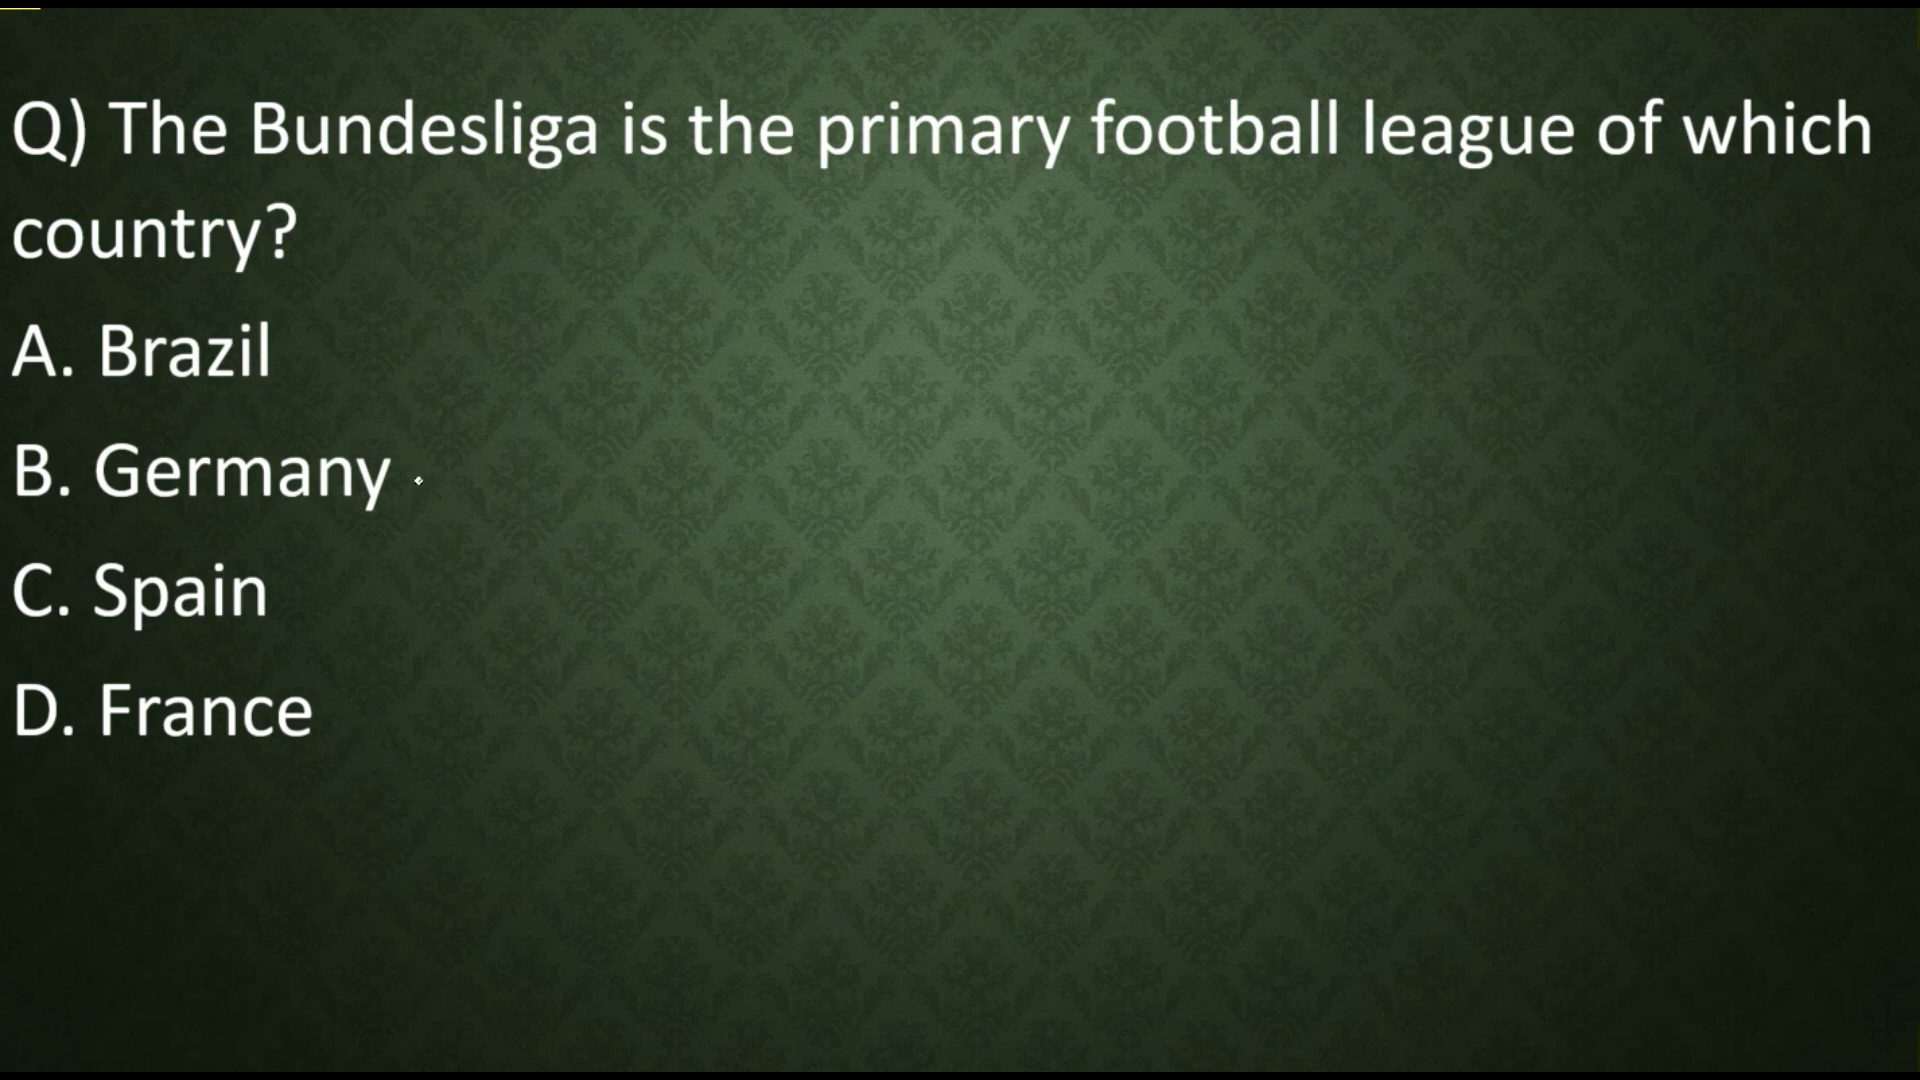 Q) The Bundesliga is the primary football league of which
country?
A. Brazil
B. Germany
C. Spain
D. France